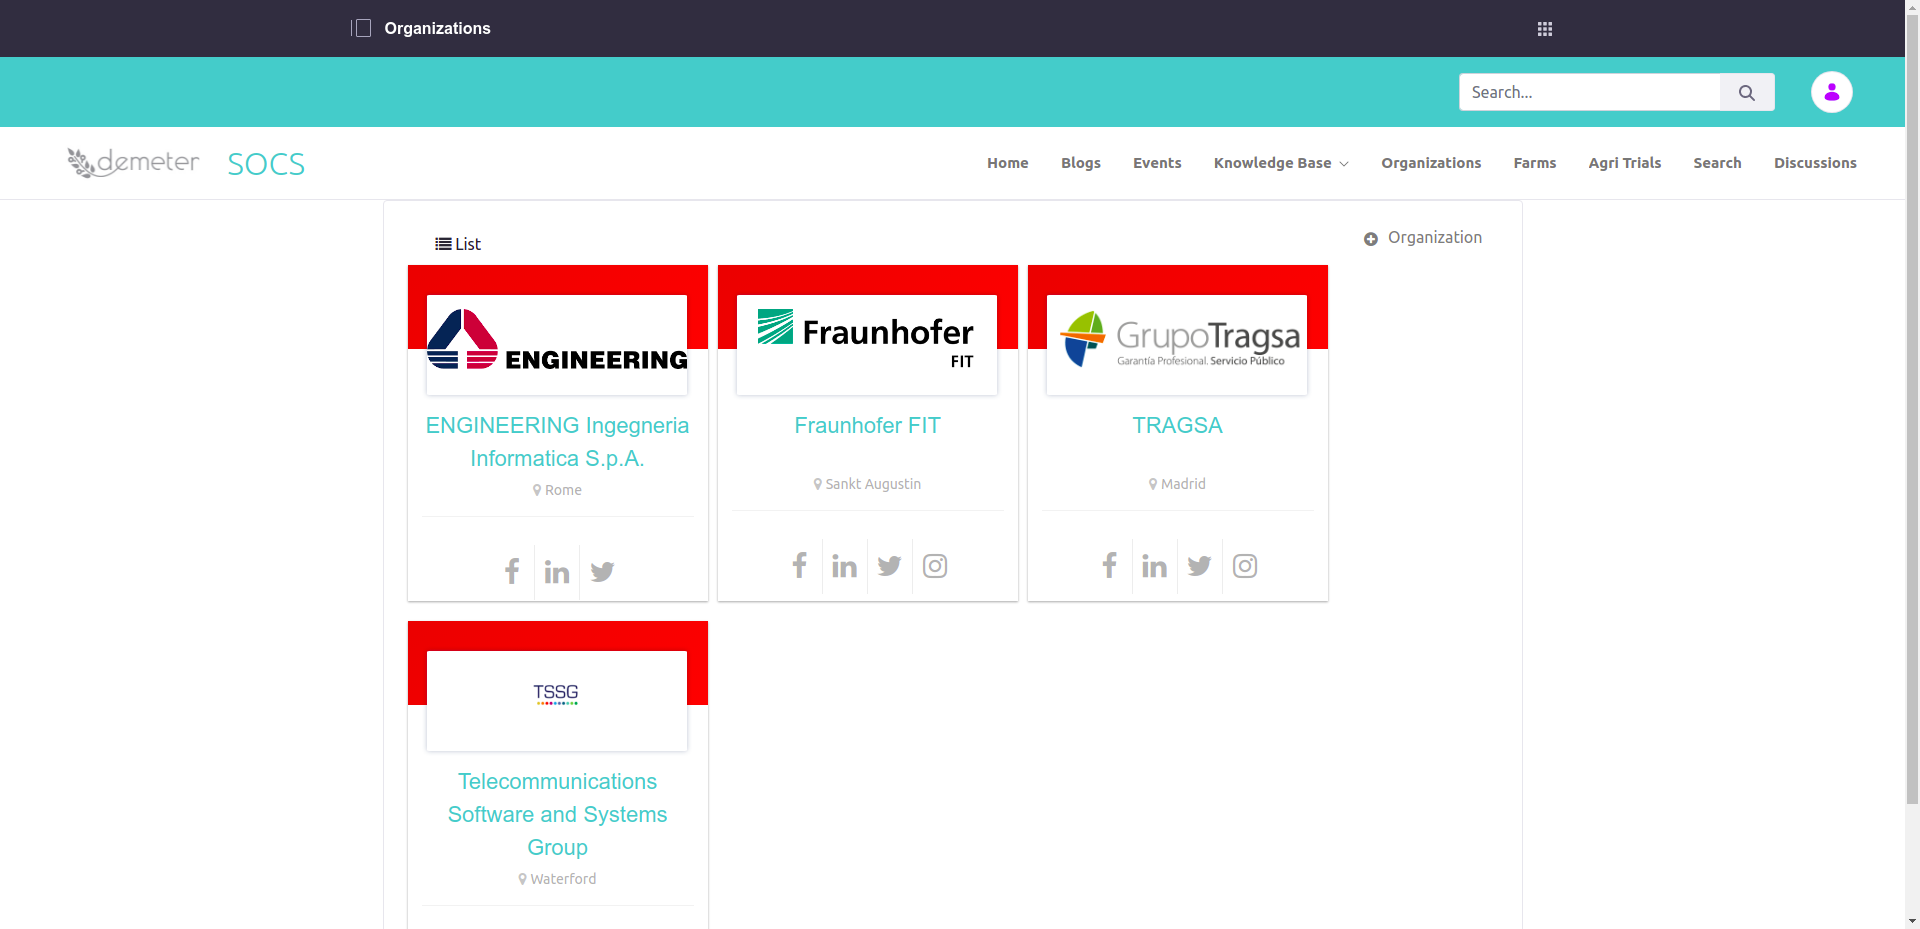 Organizations
Search...
demeter SOCS
Home Blogs Events Knowledge Base Organizations Farms Agri Trials Search Discussions
List
Organization
ENGINEERING
ENGINEERING Ingegneria
Informatica S.p.A.
Rome
Fraunhofer
FIT
Fraunhofer FIT
Sankt Augustin
GrupoTragsa
Garantía Profesional. Servicio Público
TRAGSA
Madrid
TSSG
Telecommunications
Software and Systems
Group
Waterford